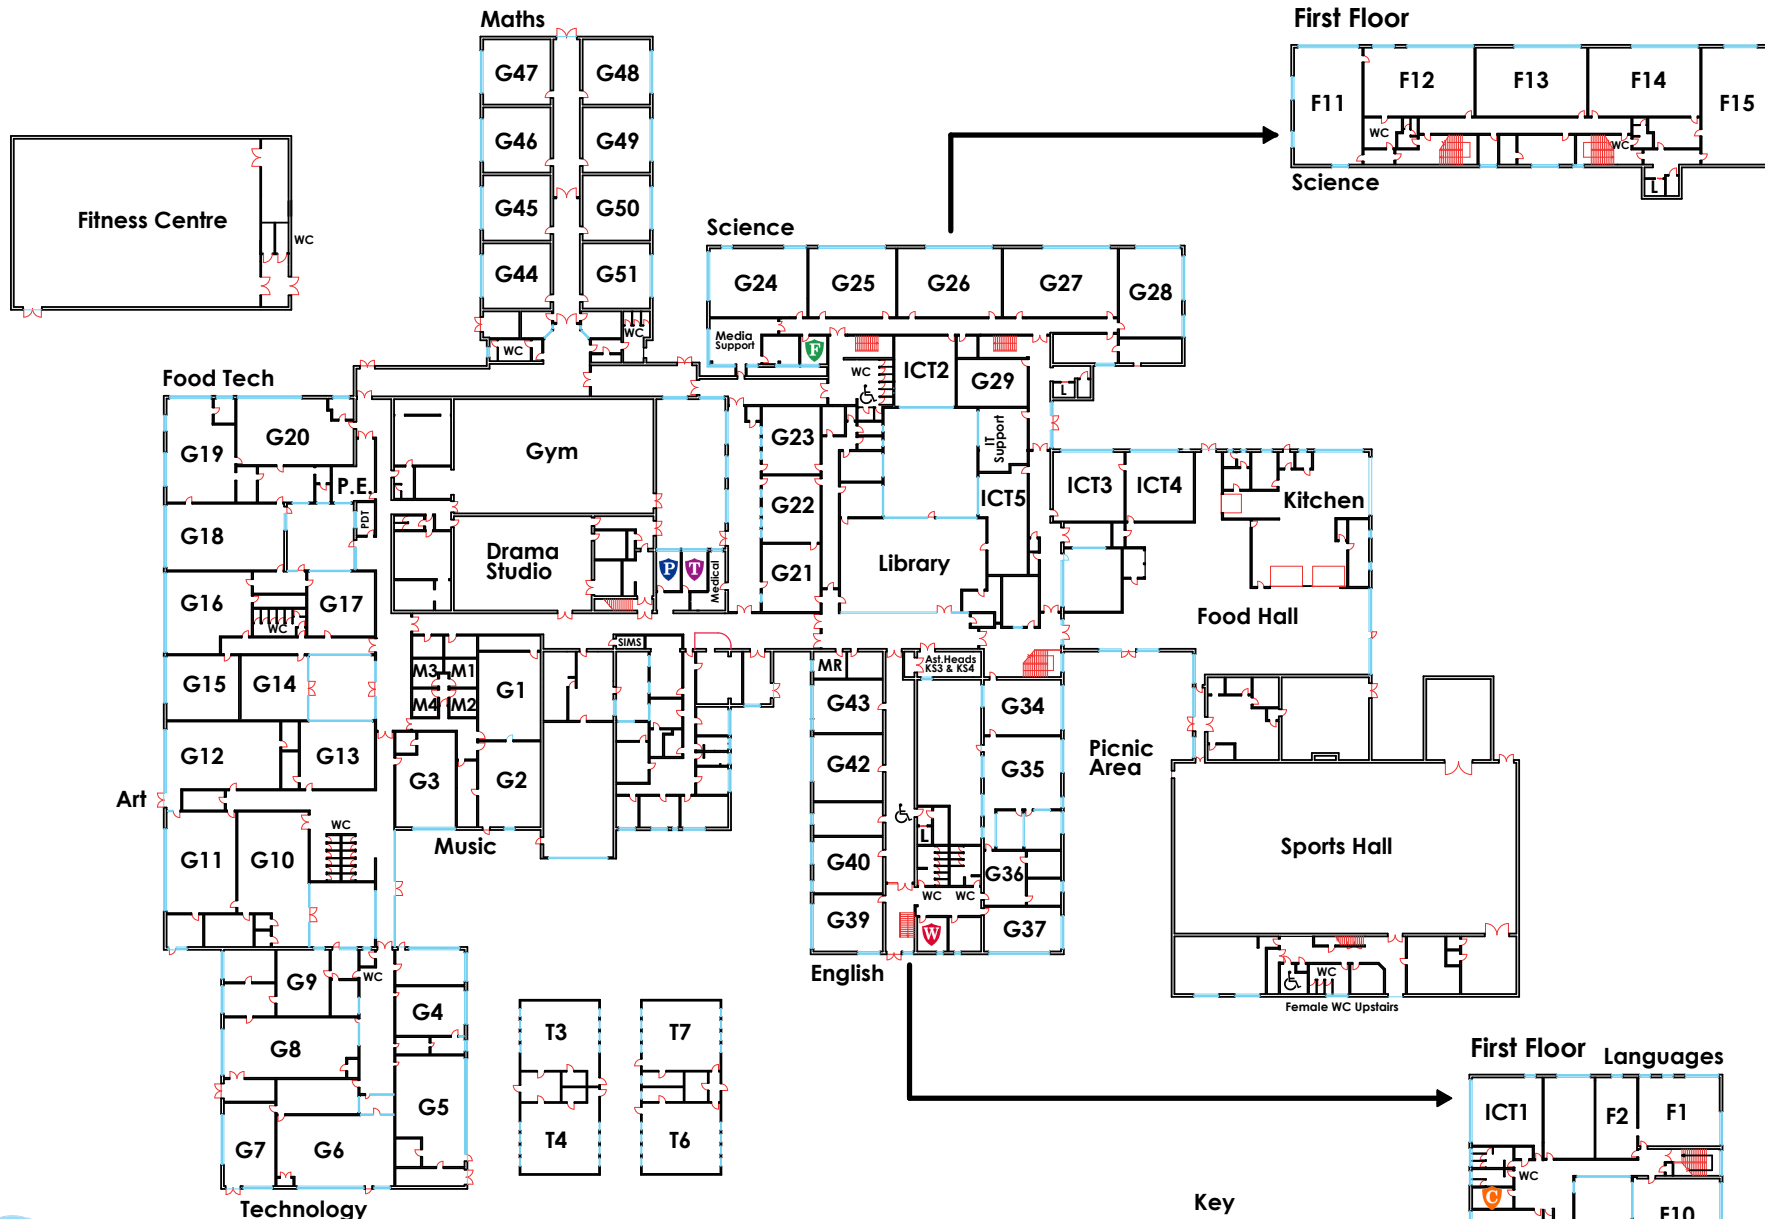 Maths
First Floor
G47
G48
F12
F13
F14
F11
F15
WC
WC
G46
G49
Science
L
Fitness Centre
WC
G45
G50
G44
G51
WC
WC
Science
G24
G25
G26
G27
G28
Media
Support
F
ICT2
G29
WC
L
Food Tech
G19
G20
P.E.
PDT
G18
Gym
G23
G22
G21
IT
Support
ICT5
ICT3
ICT4
Kitchen
Drama
Studio
P
T
Medical
Library
Food Hall
G16
G17
WC
SIMS
MR
Ast.Heads
KS3 & KS4
G15
G14
M3
M1
M4
M2
G1
G43
G34
G12
G13
G3
G2
G42
G35
Picnic
Area
Art
Music
WC
L
G11
G10
G40
G36
Sports Hall
WC
WC
G39
W
G37
English
G9
WC
WC
Female WC Upstairs
G4
G8
T3
T7
First Floor
Languages
G5
ICT1
F2
F1
G7
G6
T4
T6
WC
C
Technology
Key
F10